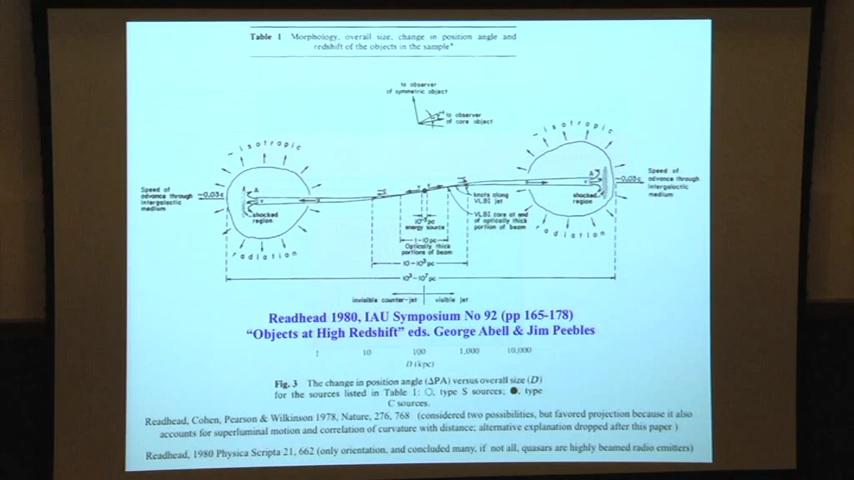 Table 1 Morphology, overall size, change in position angle and
redshift of the objects in the sample*
to observer
of symmetric object
to observer
of core object
~isotropic
~isotropic
Speed of
advance through
intergalactic
medium
~0.03c
A
shocked
region
radiation
knots along
VLBI jet
VLBI core at end
of optically thick
portion of beam
energy source
1-10pc
Optically thick
portions of beam
shocked
region
~0.03c
Speed of
advance through
intergalactic
medium
radiation
invisible counter-jet
visible jet
Readhead 1980, IAU Symposium No 92 (pp 165-178)
“Objects at High Redshift” eds. George Abell & Jim Peebles
1 10 100 1,000 10,000
D (kpc)
Fig. 3 The change in position angle (ΔPA) versus overall size (D)
for the sources listed in Table 1: ○, type S sources; ●, type
C sources.
Readhead, Cohen, Pearson & Wilkinson 1978, Nature, 276, 768 (considered two possibilities, but favored projection because it also
accounts for superluminal motion and correlation of curvature with distance; alternative explanation dropped after this paper )
Readhead, 1980 Physica Scripta 21, 662 (only orientation, and concluded many, if not all, quasars are highly beamed radio emitters)